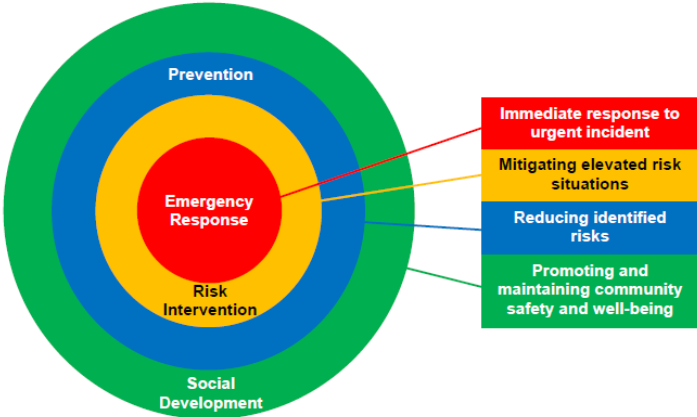 Prevention
Emergency
Response
Risk
Intervention
Social
Development
Immediate response to
urgent incident
Mitigating elevated risk
situations
Reducing identified
risks
Promoting and
maintaining community
safety and well-being